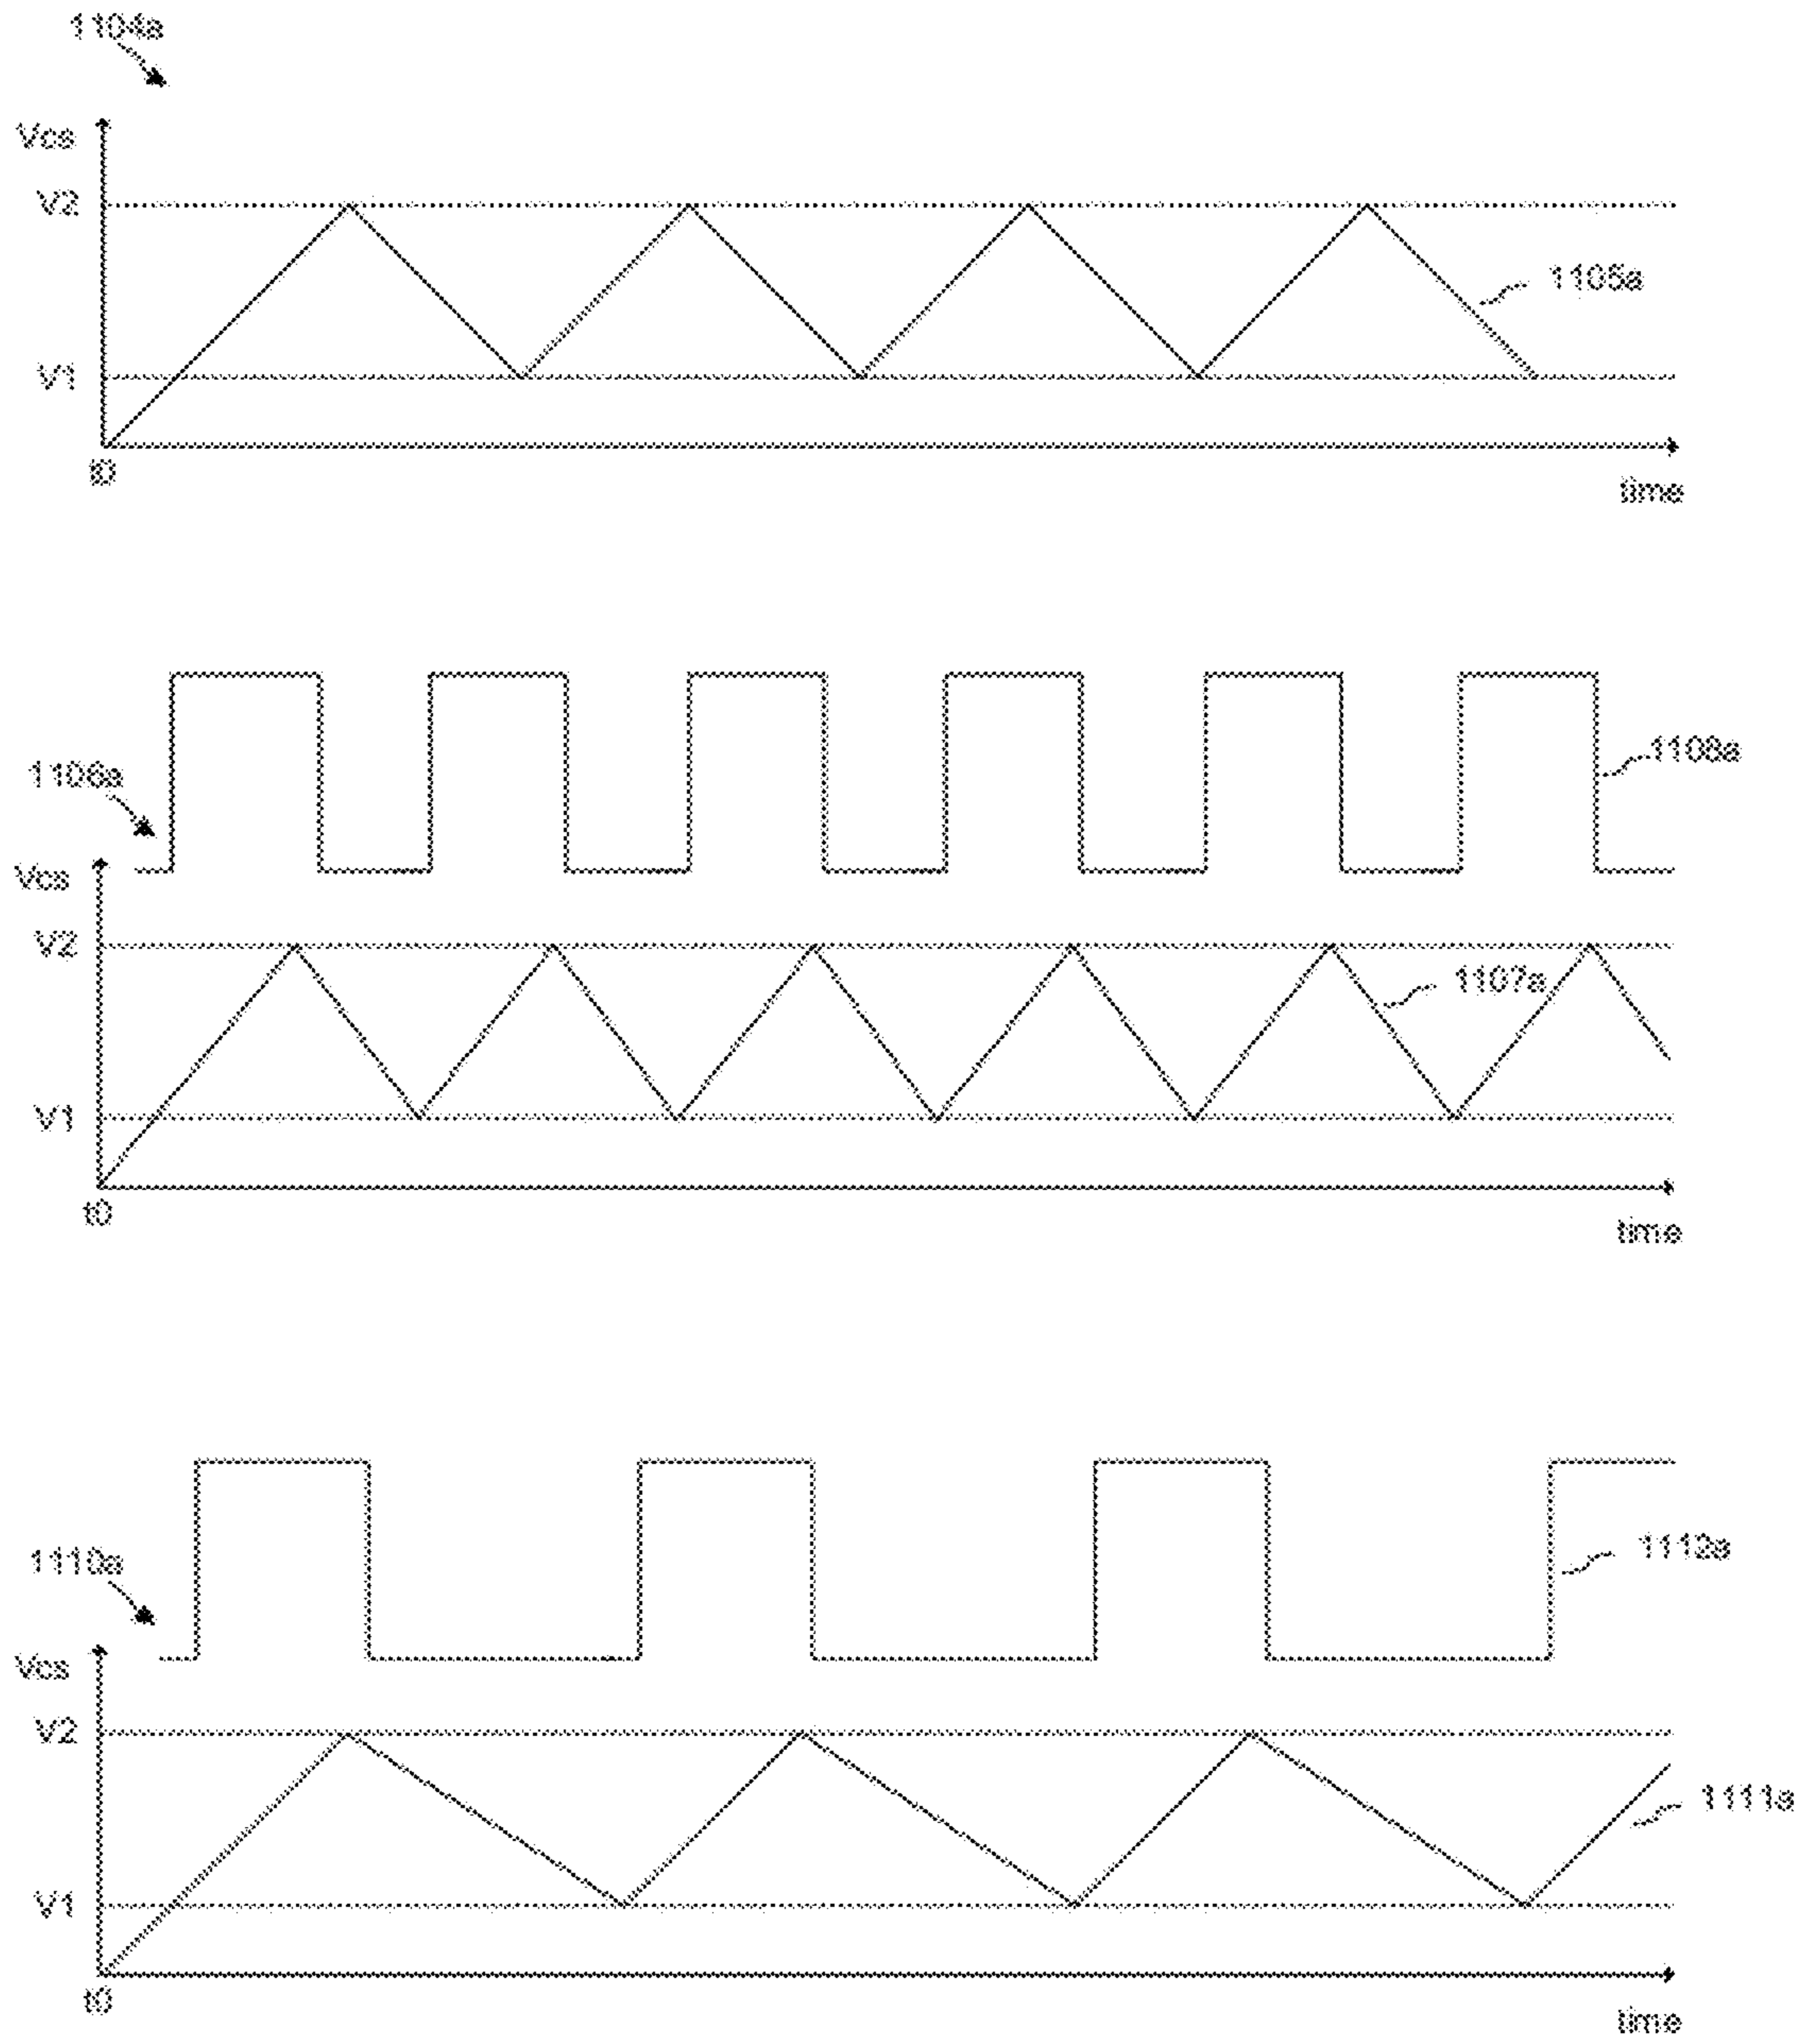 1104a
Vcs
V2
1105a
V1
t0
time
1108a
1106a
Vcs
V2
1107a
V1
t0
time
1112a
1110a
Vcs
V2
1111a
V1
t0
time